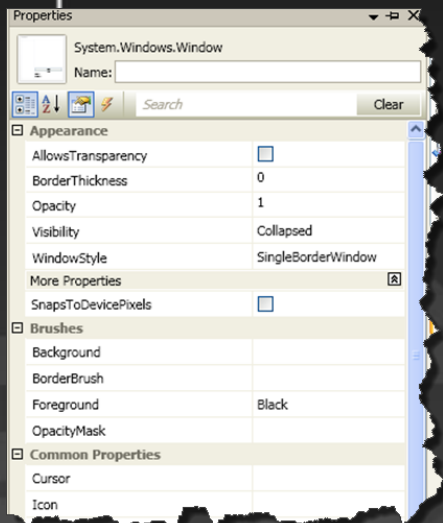 Properties
System.Windows.Window
Name:
Search
Clear
Appearance
AllowsTransparency
BorderThickness 0
Opacity 1
Visibility Collapsed
WindowStyle SingleBorderWindow
More Properties
SnapsToDevicePixels
Brushes
Background
BorderBrush
Foreground Black
OpacityMask
Common Properties
Cursor
Icon